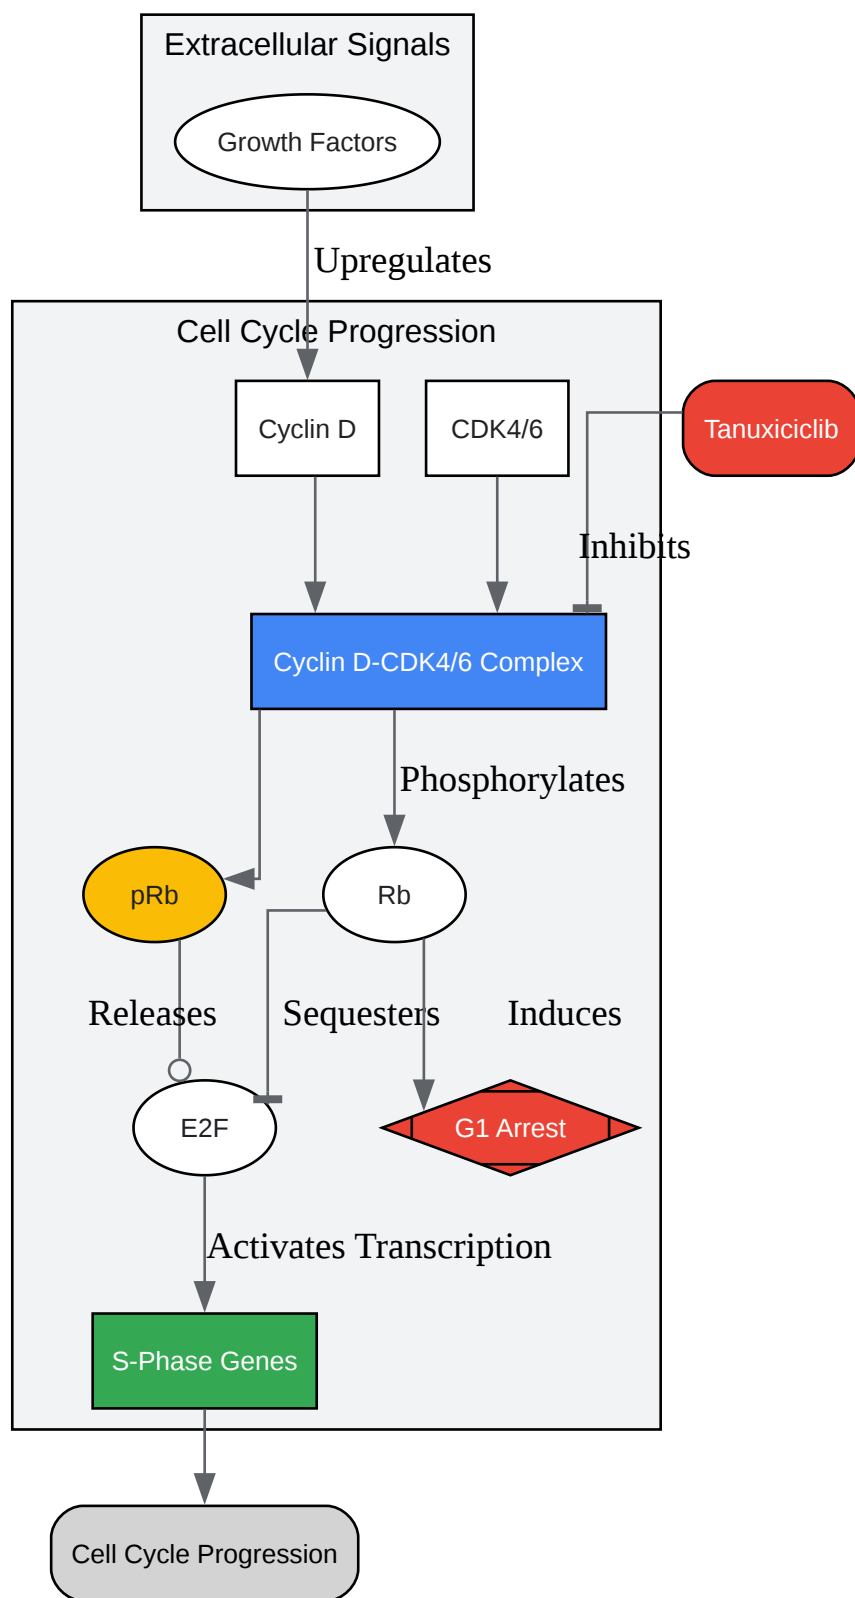 Extracellular Signals
Growth Factors
Upregulates
Cell Cycle Progression
Cyclin D
CDK4/6
Tanuxiciclib
Inhibits
Cyclin D-CDK4/6 Complex
Phosphorylates
pRb
Rb
Releases
Sequesters
Induces
E2F
G1 Arrest
Activates Transcription
S-Phase Genes
Cell Cycle Progression